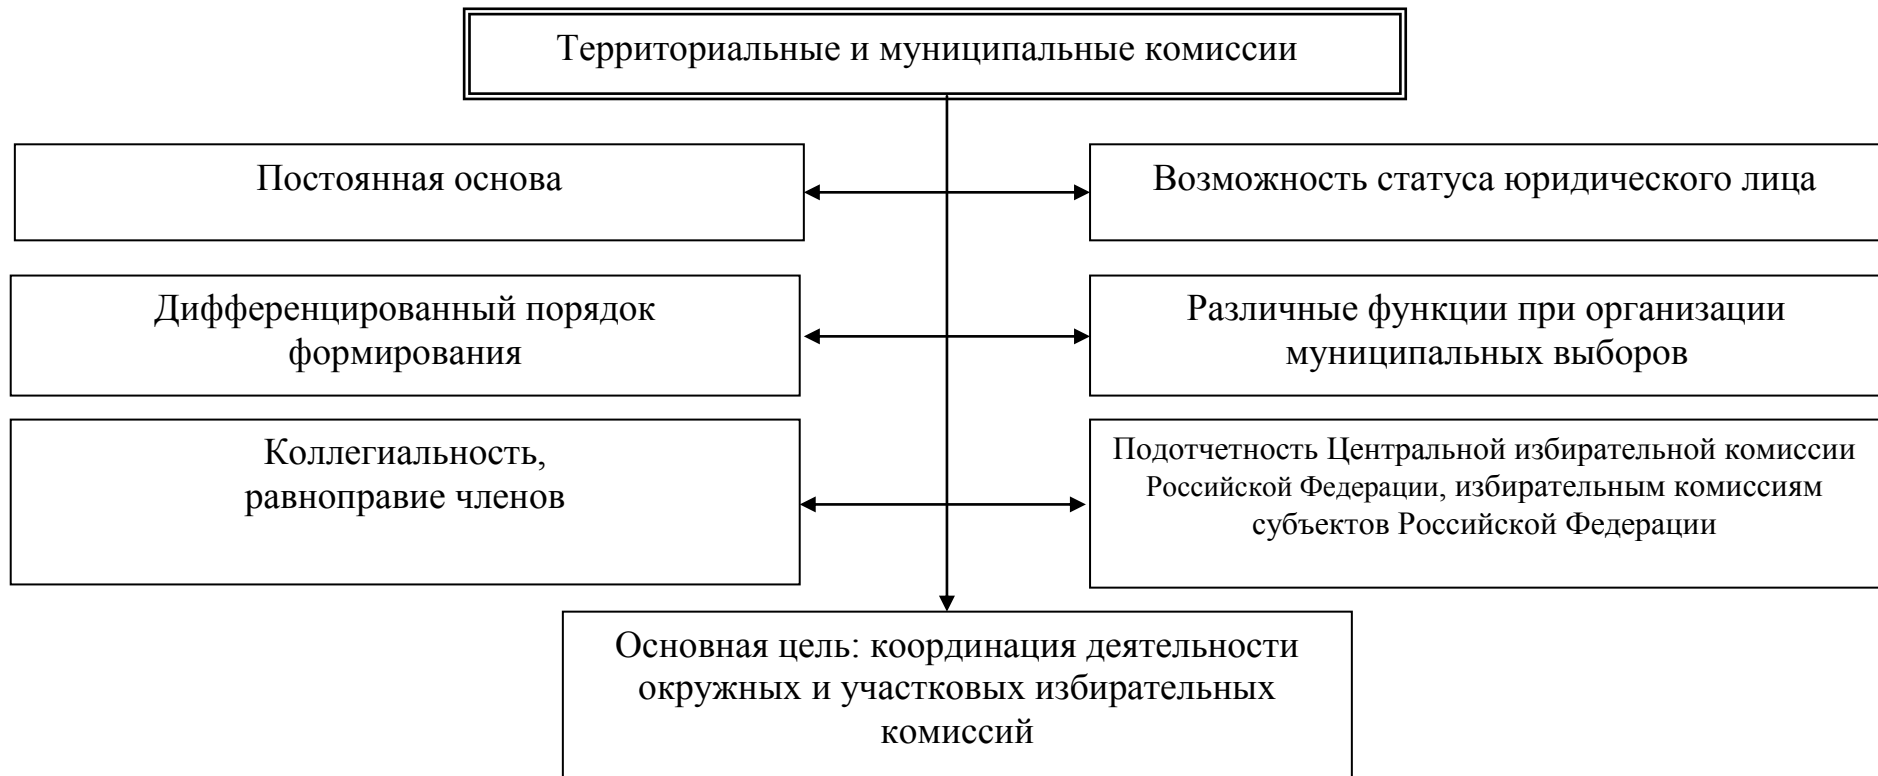 Территориальные и муниципальные комиссии
Постоянная основа
Возможность статуса юридического лица
Дифференцированный порядок
формирования
Различные функции при организации
муниципальных выборов
Коллегиальность,
равноправие членов
Подотчетность Центральной избирательной комиссии
Российской Федерации, избирательным комиссиям
субъектов Российской Федерации
Основная цель: координация деятельности
окружных и участковых избирательных
комиссий